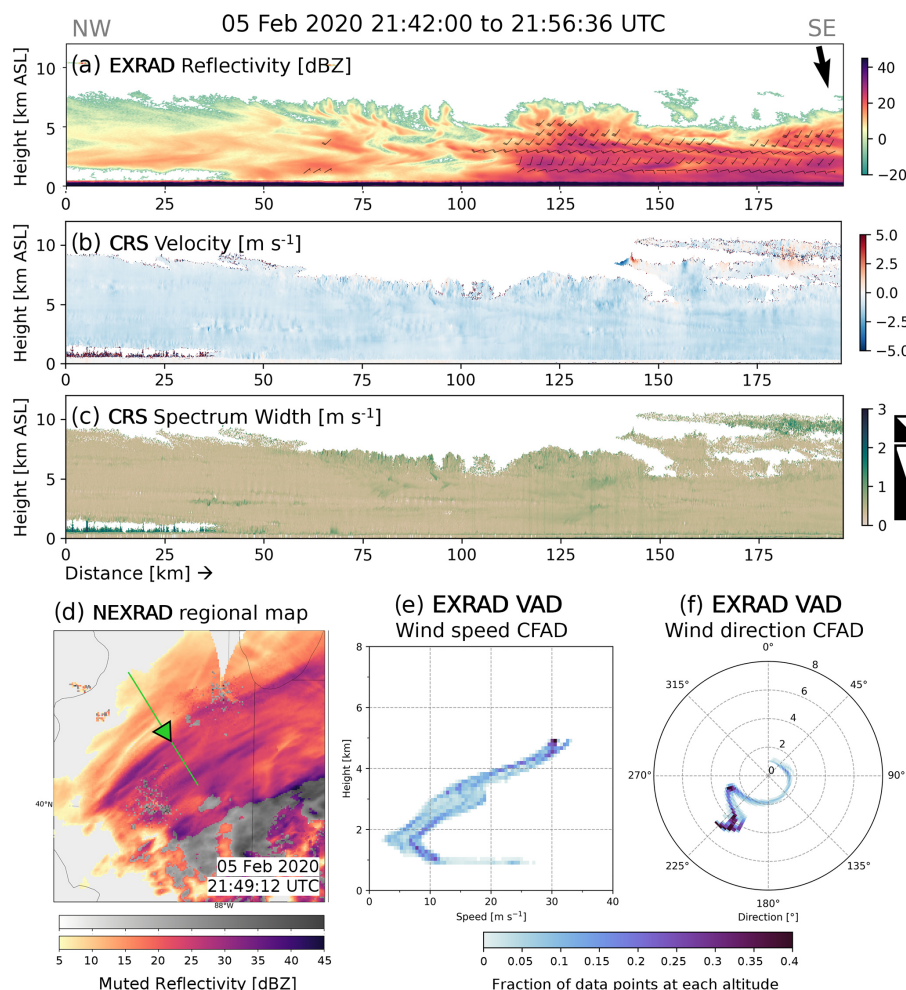 05 Feb 2020 21:42:00 to 21:56:36 UTC
NW
SE
(a) EXRAD Reflectivity [dBZ]
Height [km ASL]
10
5
0
0 25 50 75 100 125 150 175
40
20
0
−20
(b) CRS Velocity [m s-1]
Height [km ASL]
10
5
0
0 25 50 75 100 125 150 175
5.0
2.5
0.0
−2.5
−5.0
(c) CRS Spectrum Width [m s-1]
Height [km ASL]
10
5
0
0 25 50 75 100 125 150 175
3
2
1
0
Distance [km] →
(d) NEXRAD regional map
40°N
88°W
05 Feb 2020
21:49:12 UTC
5 10 15 20 25 30 35 40 45
Muted Reflectivity [dBZ]
(e) EXRAD VAD
Wind speed CFAD
Height [km]
8
6
4
2
0
0 10 20 30 40
Speed [m s-1]
(f) EXRAD VAD
Wind direction CFAD
0°
45°
90°
135°
180°
225°
270°
315°
8
6
4
2
0
Direction [°]
0 0.05 0.1 0.15 0.2 0.25 0.3 0.4
Fraction of data points at each altitude